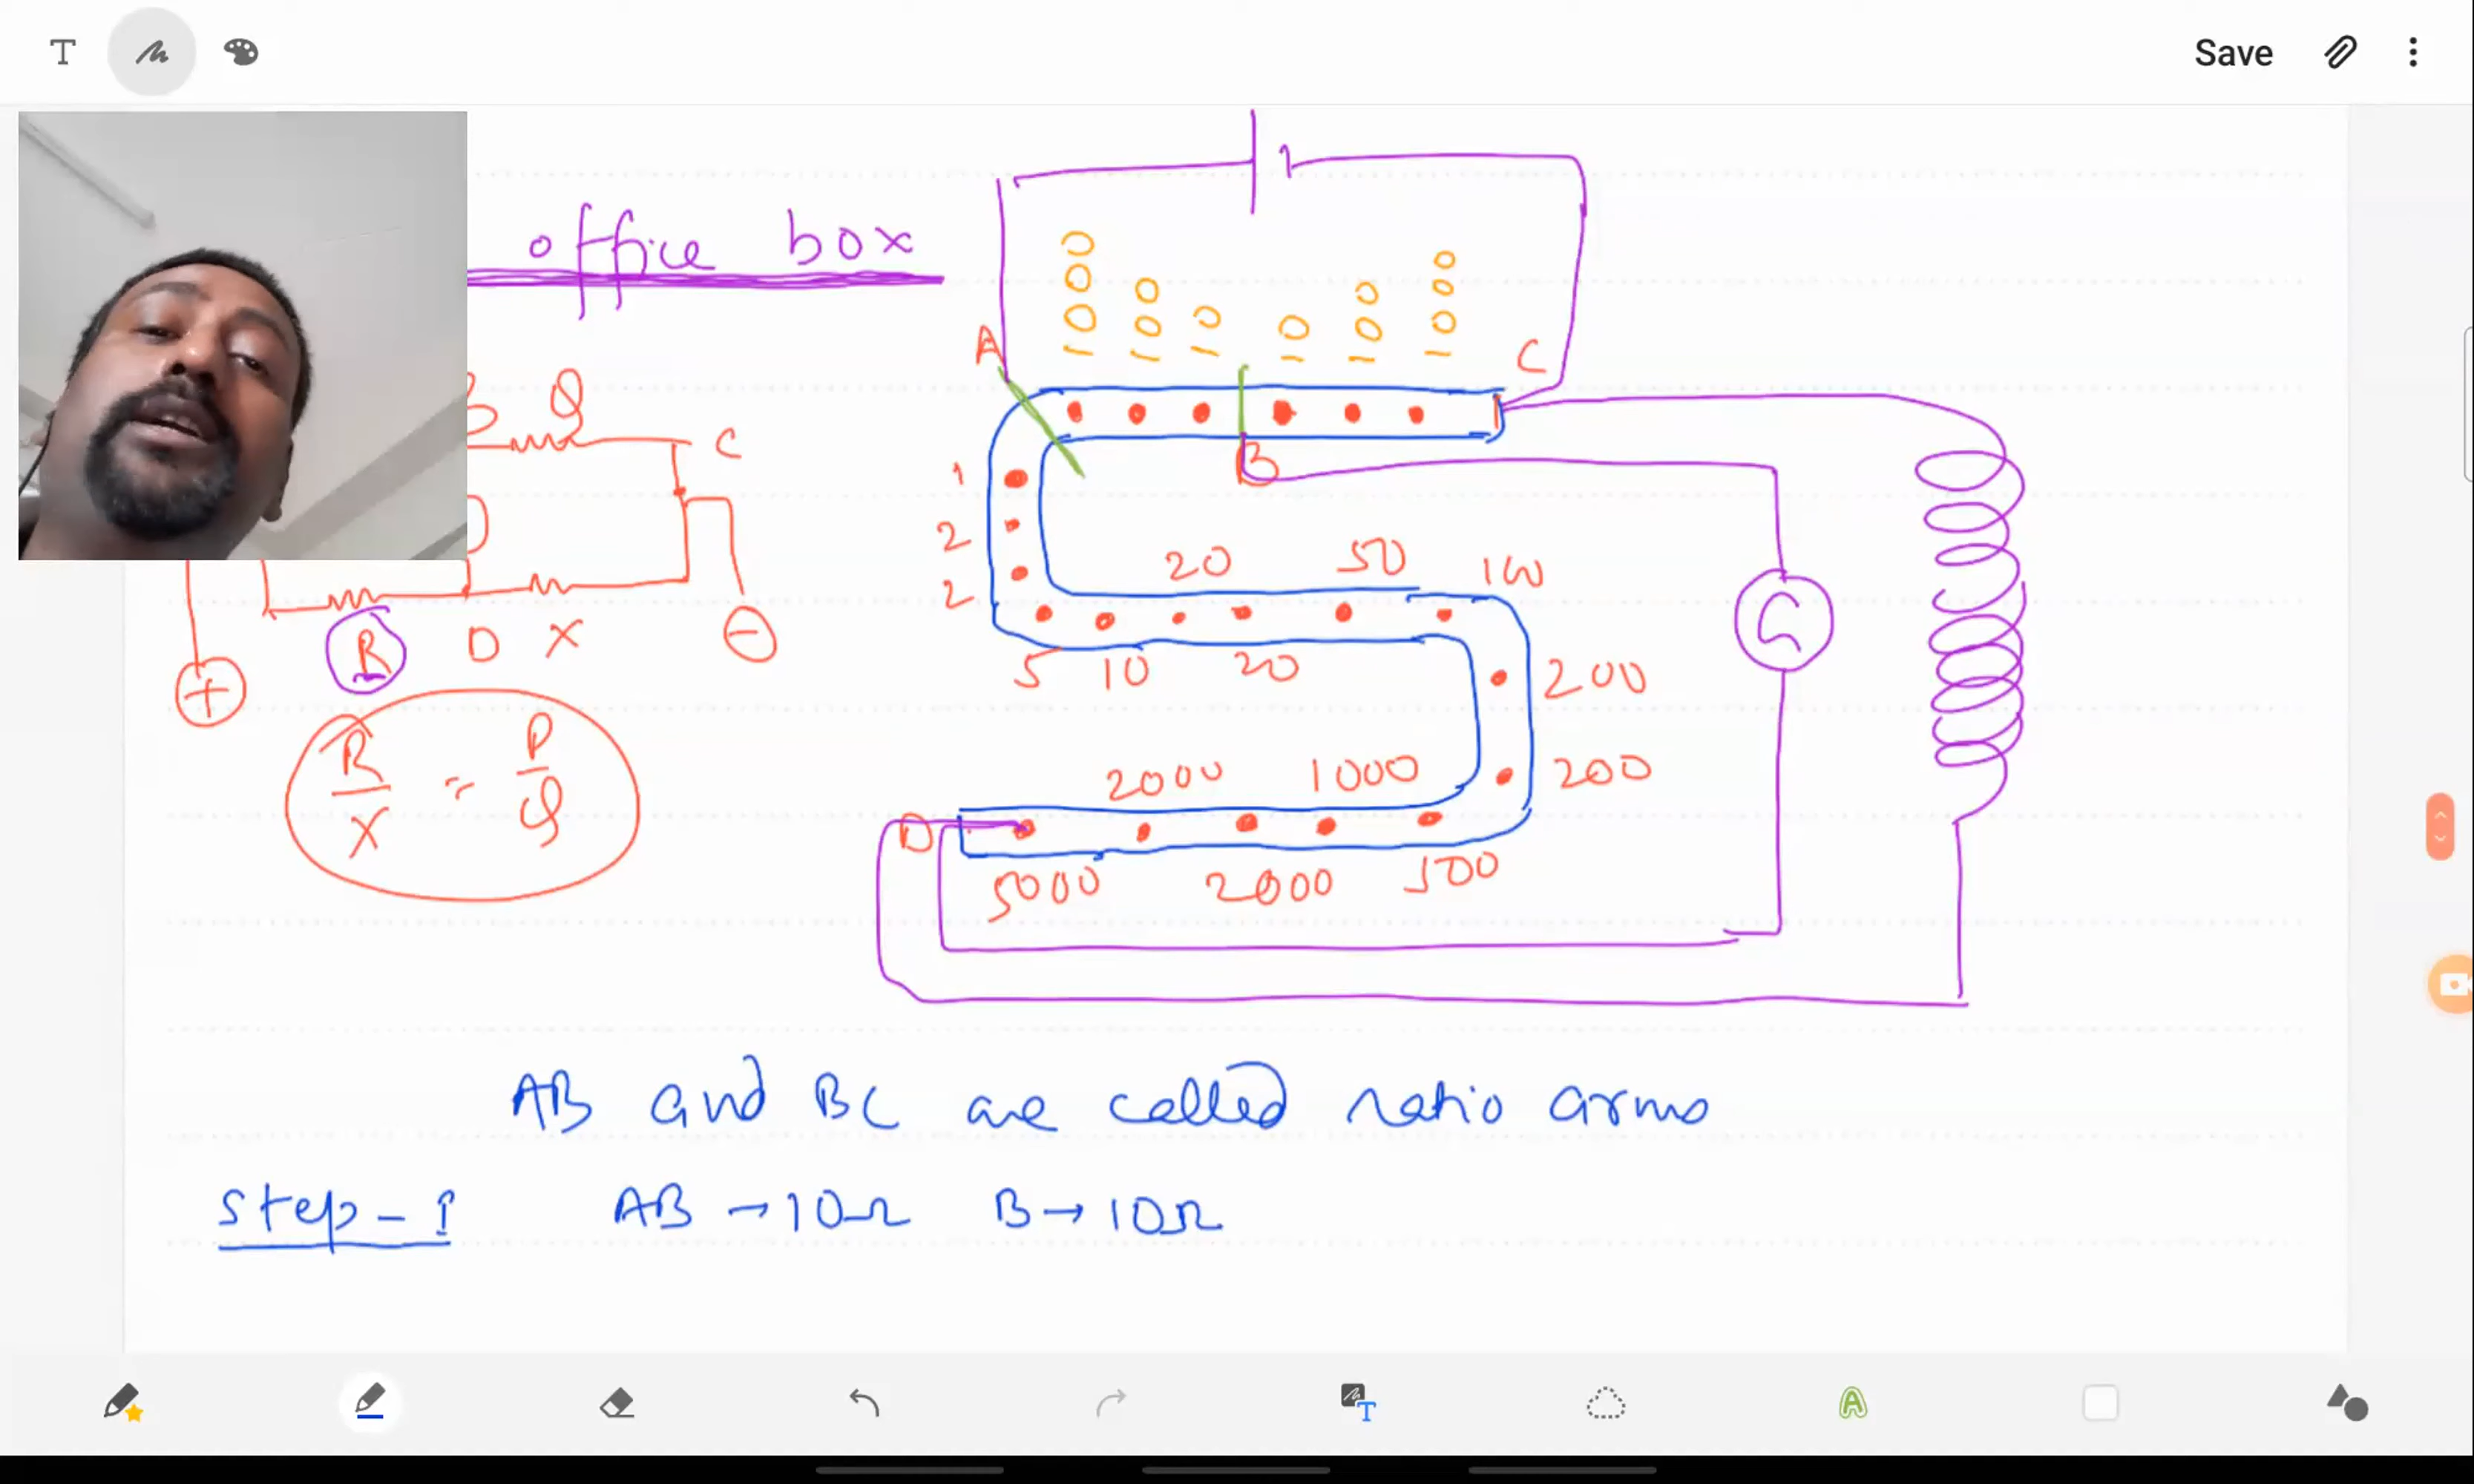 T
Save
office box
1000 100 10 10 100 1000
A
C
Q
C
B
1
2
2
20 50 100
5 10 20
R D X
G
+
-
200
200
R/X = P/Q
2000 1000
D
5000 2000 500
AB and BC are called ratio arms
Step-1 AB → 10Ω B → 10Ω
T
A